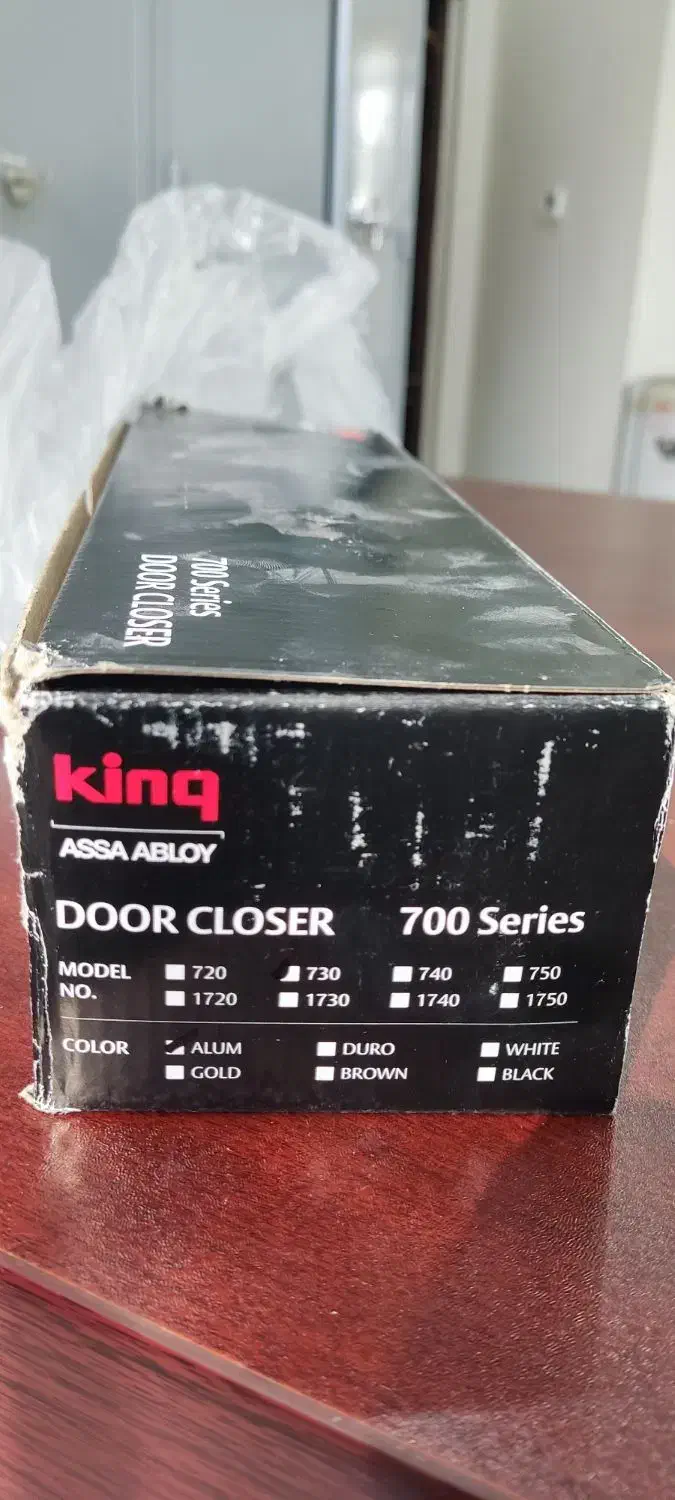 700 Series
DOOR CLOSER
king
ASSA ABLOY
DOOR CLOSER 700 Series
MODEL NO. 720 730 740 750
1720 1730 1740 1750
COLOR ALUM DURO WHITE
GOLD BROWN BLACK